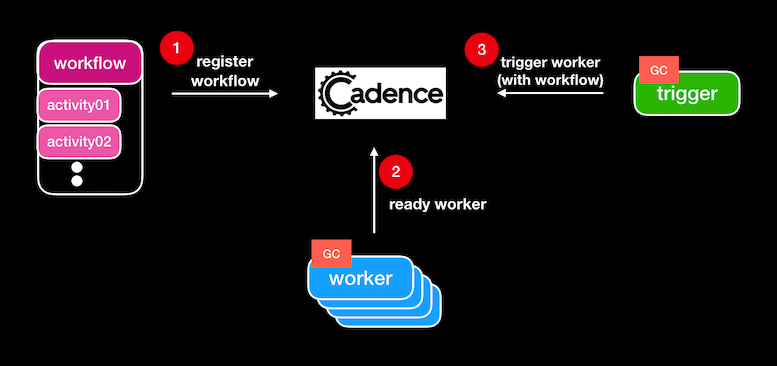 workflow
activity01
activity02
1
register
workflow
Cadence
3
trigger worker
(with workflow)
GC
trigger
2
ready worker
GC
worker